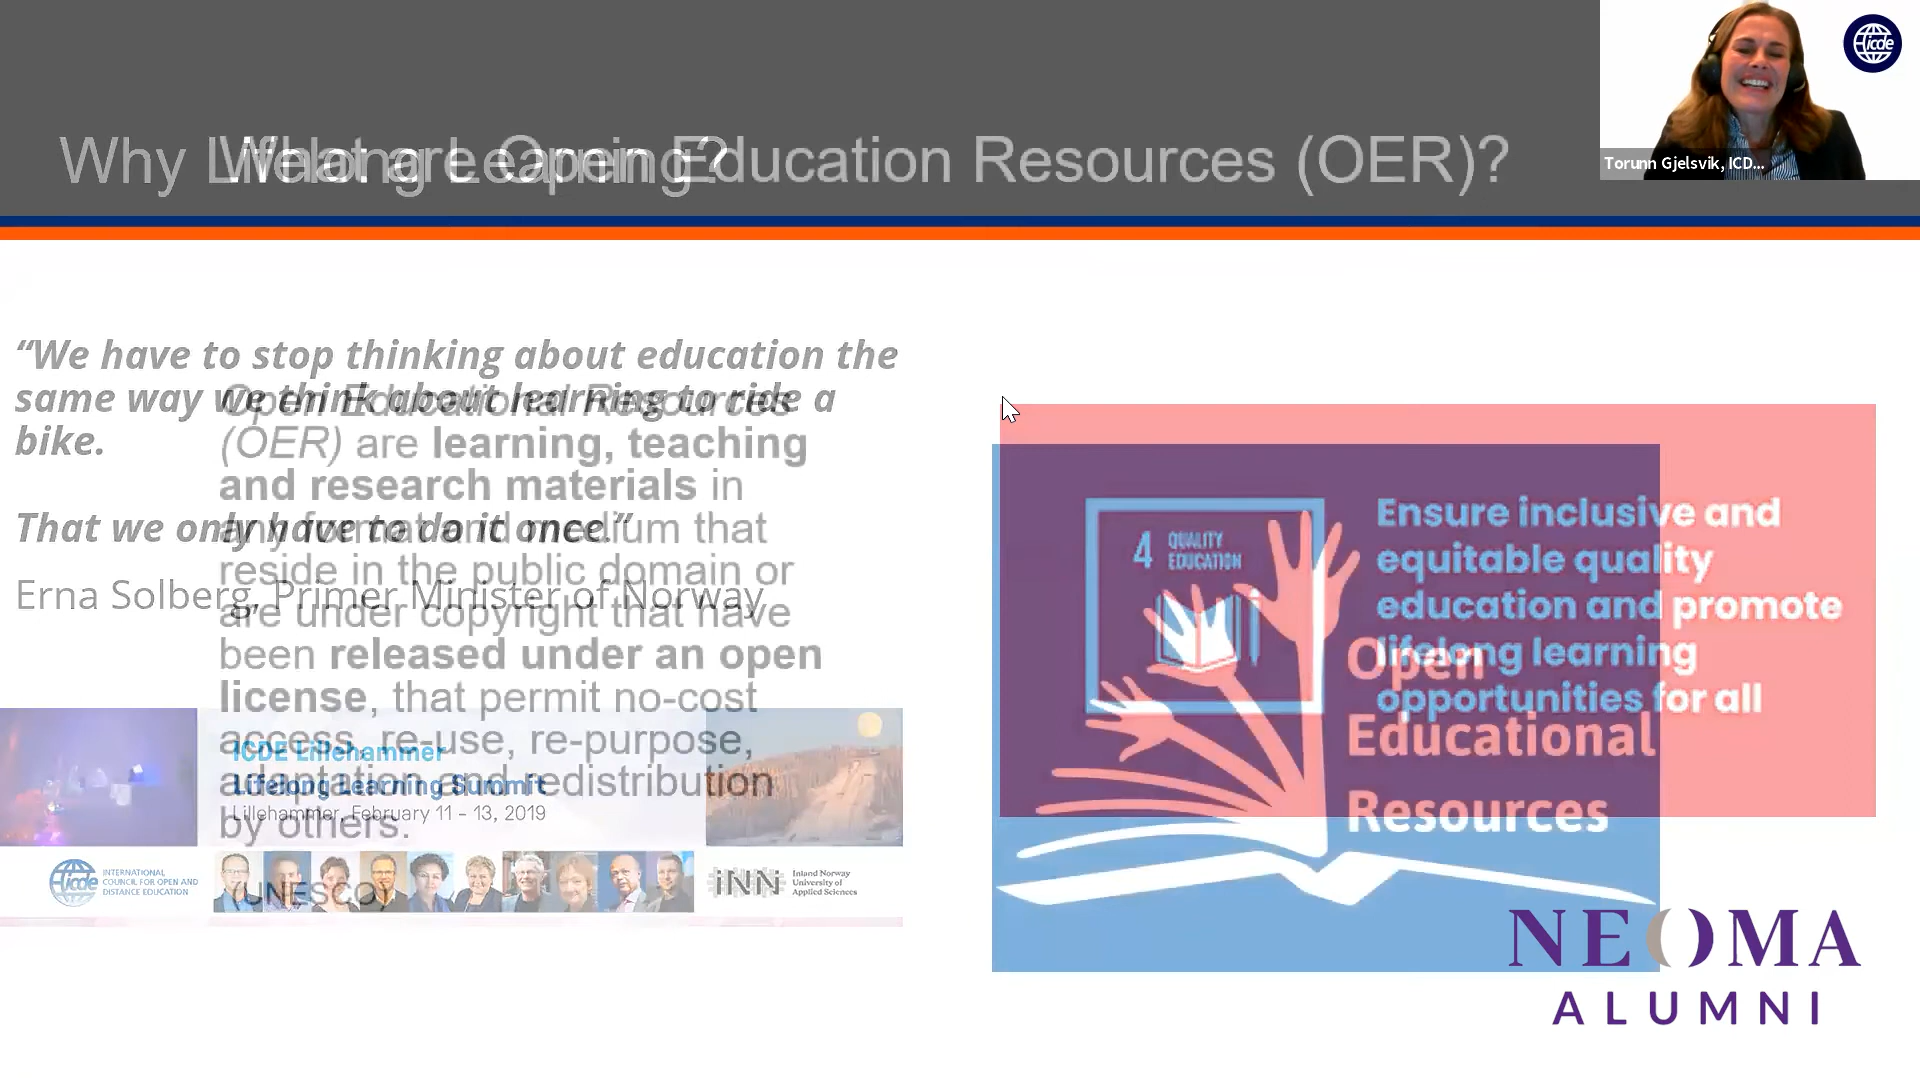 Why Lifelong Learning?
What are Open Education Resources (OER)?
Torunn Gjelsvik, ICD...
icde
“We have to stop thinking about education the
same way we think about learning to ride a
bike.
That we only have to do it once.”
Erna Solberg, Primer Minister of Norway
Open Educational Resources
(OER) are learning, teaching
and research materials in
any format and medium that
reside in the public domain or
are under copyright that have
been released under an open
license, that permit no-cost
access, re-use, re-purpose,
adaptation and redistribution
by others.
(UNESCO)
ICDE Lillehammer
Lifelong Learning Summit
Lillehammer, February 11 - 13, 2019
icde
INTERNATIONAL
COUNCIL FOR OPEN AND
DISTANCE EDUCATION
iNN
Inland Norway
University of
Applied Sciences
4 QUALITY
EDUCATION
Ensure inclusive and
equitable quality
education and promote
lifelong learning
opportunities for all
Open
Educational
Resources
NEOMA
ALUMNI